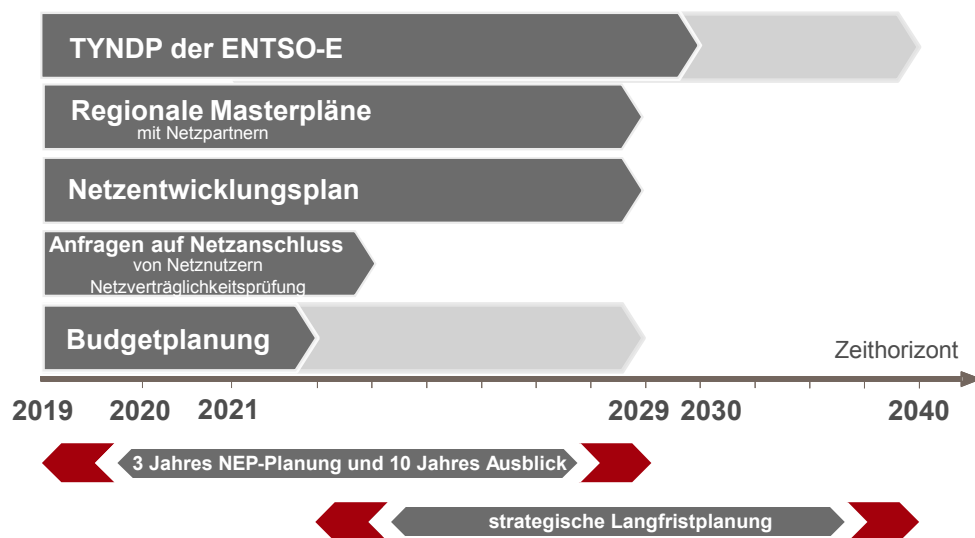 TYNDP der ENTSO-E
Regionale Masterpläne
mit Netzpartnern
Netzentwicklungsplan
Anfragen auf Netzanschluss
von Netznutzern
Netzverträglichkeitsprüfung
Budgetplanung
Zeithorizont
2019 2020 2021 2029 2030 2040
3 Jahres NEP-Planung und 10 Jahres Ausblick
strategische Langfristplanung